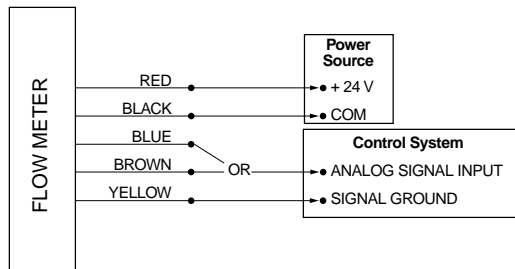 FLOW METER
RED
BLACK
BLUE
BROWN
YELLOW
OR
Power
Source
+ 24 V
COM
Control System
ANALOG SIGNAL INPUT
SIGNAL GROUND